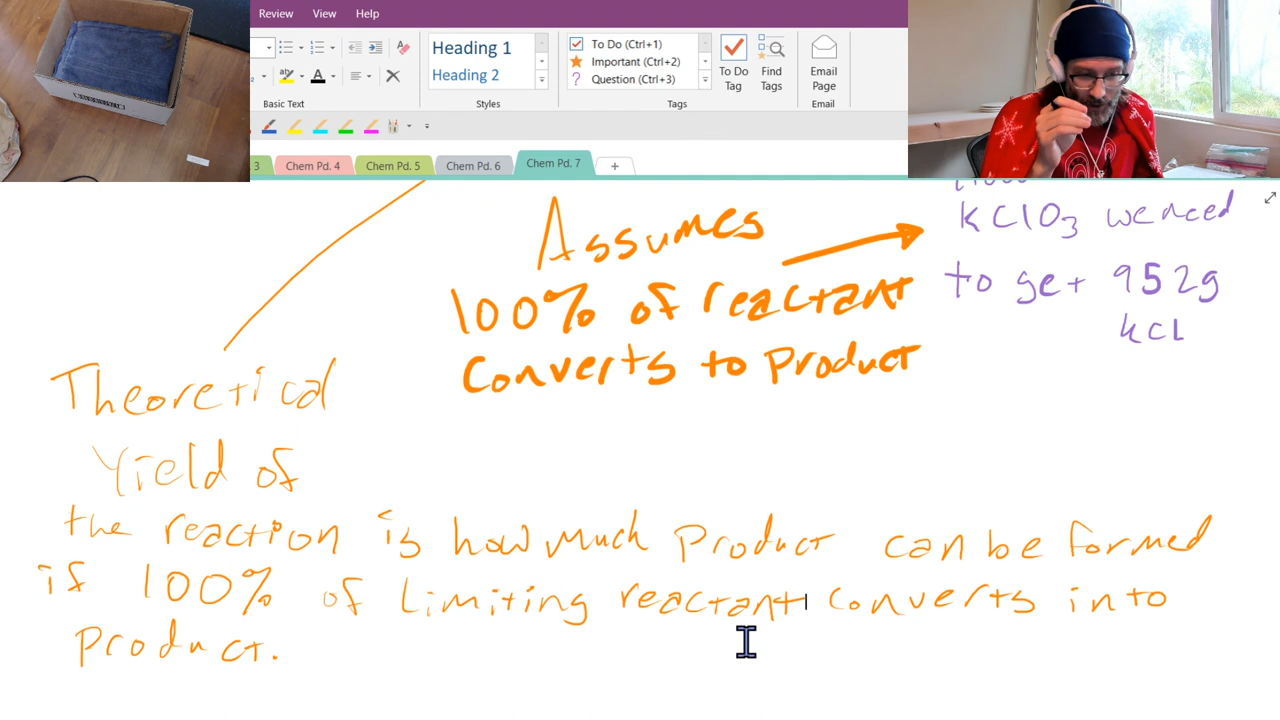 Review View Help
Heading 1
Heading 2
To Do (Ctrl+1)
Important (Ctrl+2)
Question (Ctrl+3)
To Do Tag
Find Tags
Email Page
Basic Text
Styles
Tags
Email
3 Chem Pd. 4 Chem Pd. 5 Chem Pd. 6 Chem Pd. 7 +
Assumes
100% of reactant
Converts to Product
KClO3 we need
to get 952g
KCl
Theoretical
Yield of
the reaction is how much Product can be formed
if 100% of Limiting reactant converts into
Product.